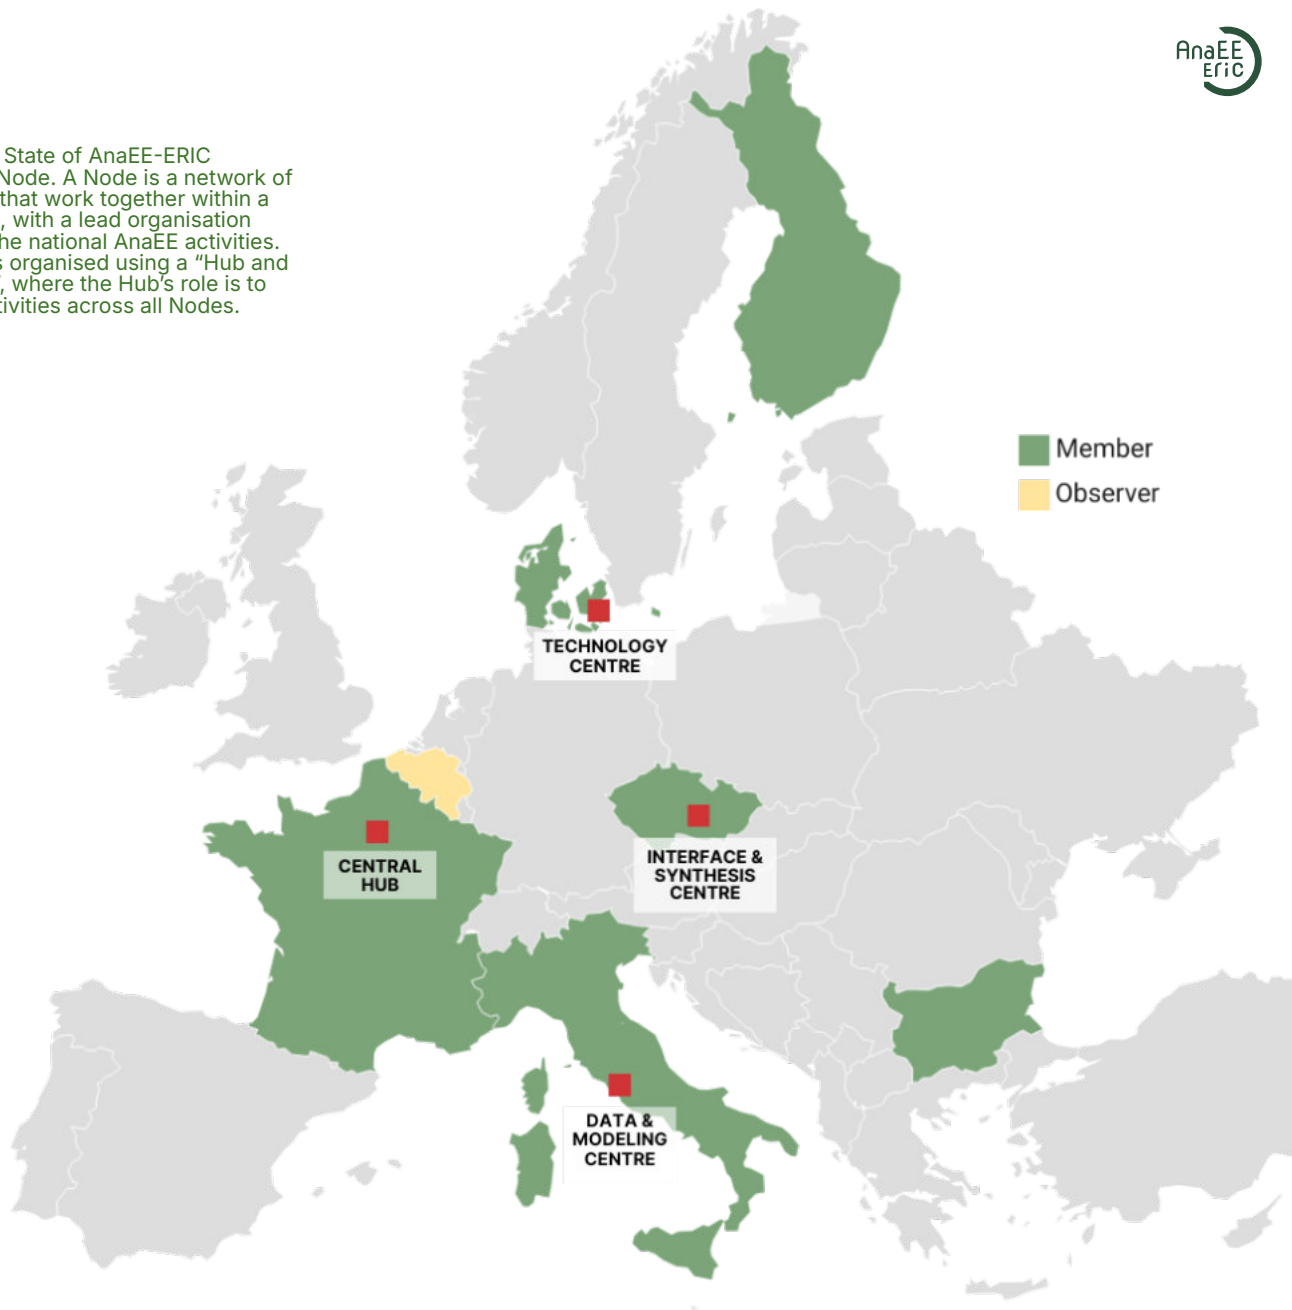 AnaEE
Eric
State of AnaEE-ERIC
Node. A Node is a network of
that work together within a
, with a lead organisation
he national AnaEE activities.
s organised using a “Hub and
, where the Hub’s role is to
tivities across all Nodes.
Member
Observer
TECHNOLOGY
CENTRE
CENTRAL
HUB
INTERFACE &
SYNTHESIS
CENTRE
DATA &
MODELING
CENTRE